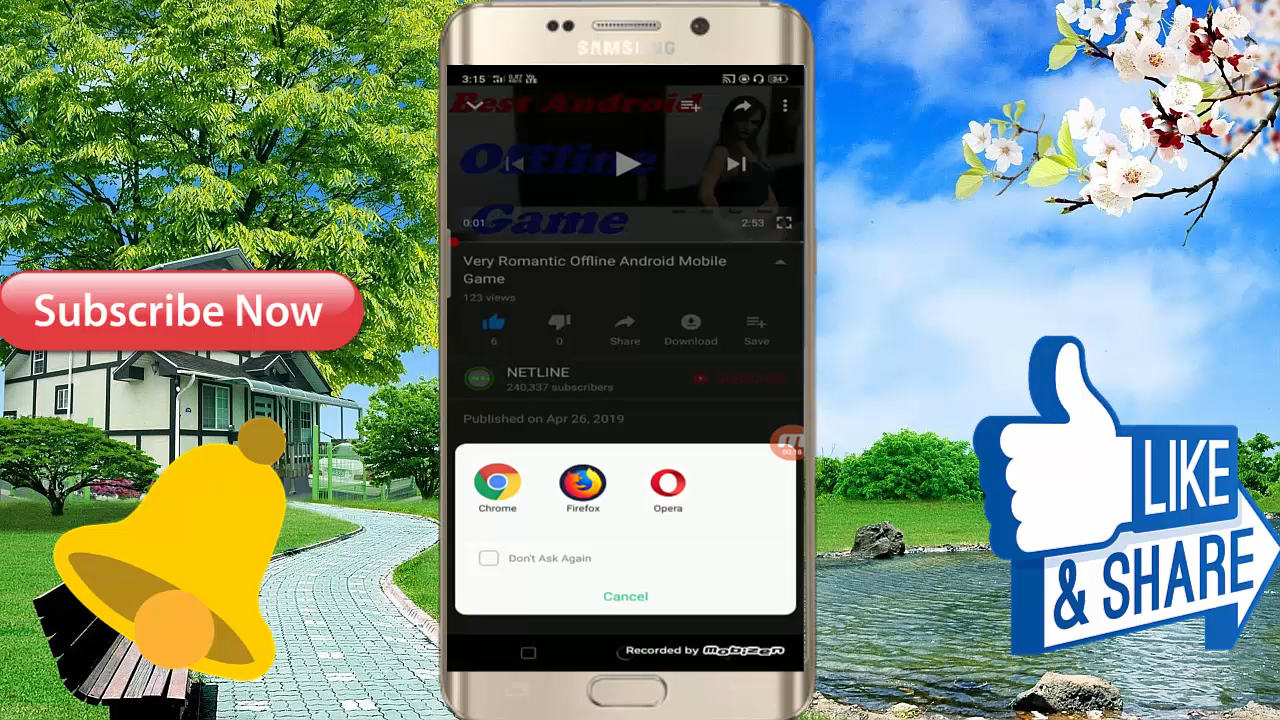 SAMSUNG
3:15
Best Android
Offline
Game
0:01
2:53
Very Romantic Offline Android Mobile
Game
123 views
6
0
Share
Download
Save
NETLINE
240,337 subscribers
Published on Apr 26, 2019
00:18
Chrome
Firefox
Opera
Don't Ask Again
Cancel
Recorded by mobizen
Subscribe Now
LIKE
& SHARE